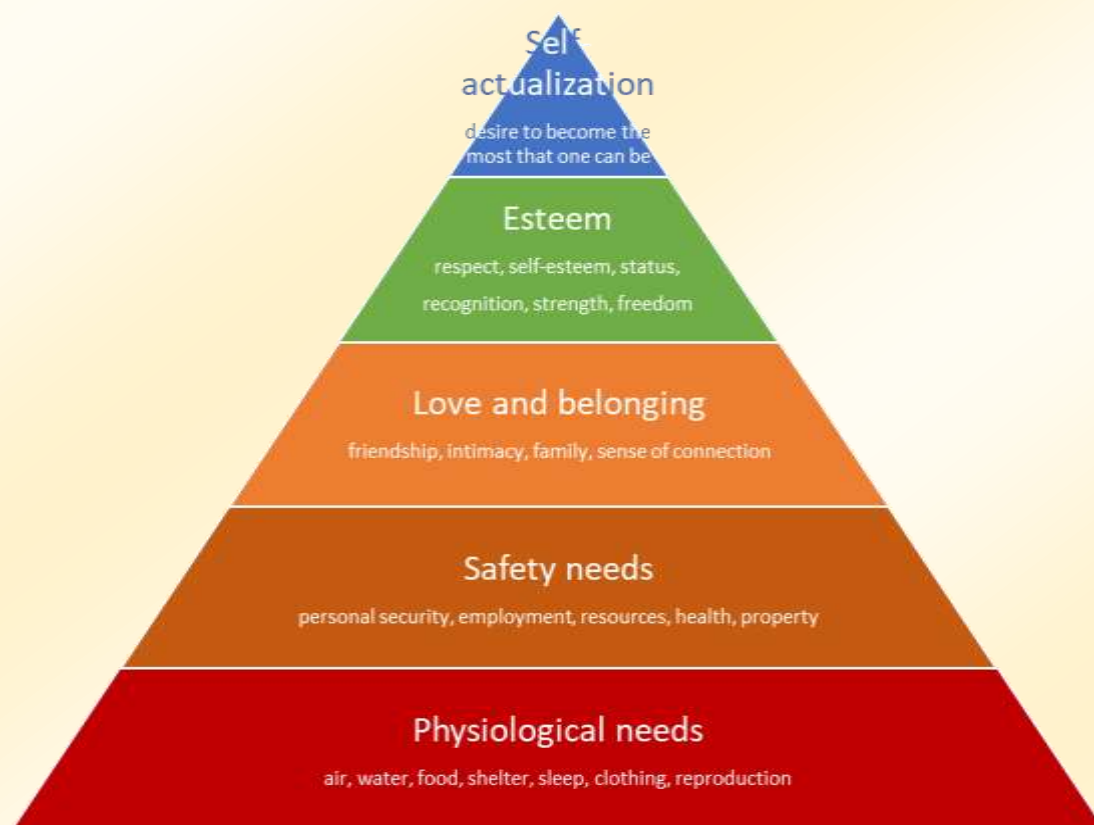 Self
actualization
desire to become the
most that one can be
Esteem
respect, self-esteem, status,
recognition, strength, freedom
Love and belonging
friendship, intimacy, family, sense of connection
Safety needs
personal security, employment, resources, health, property
Physiological needs
air, water, food, shelter, sleep, clothing, reproduction